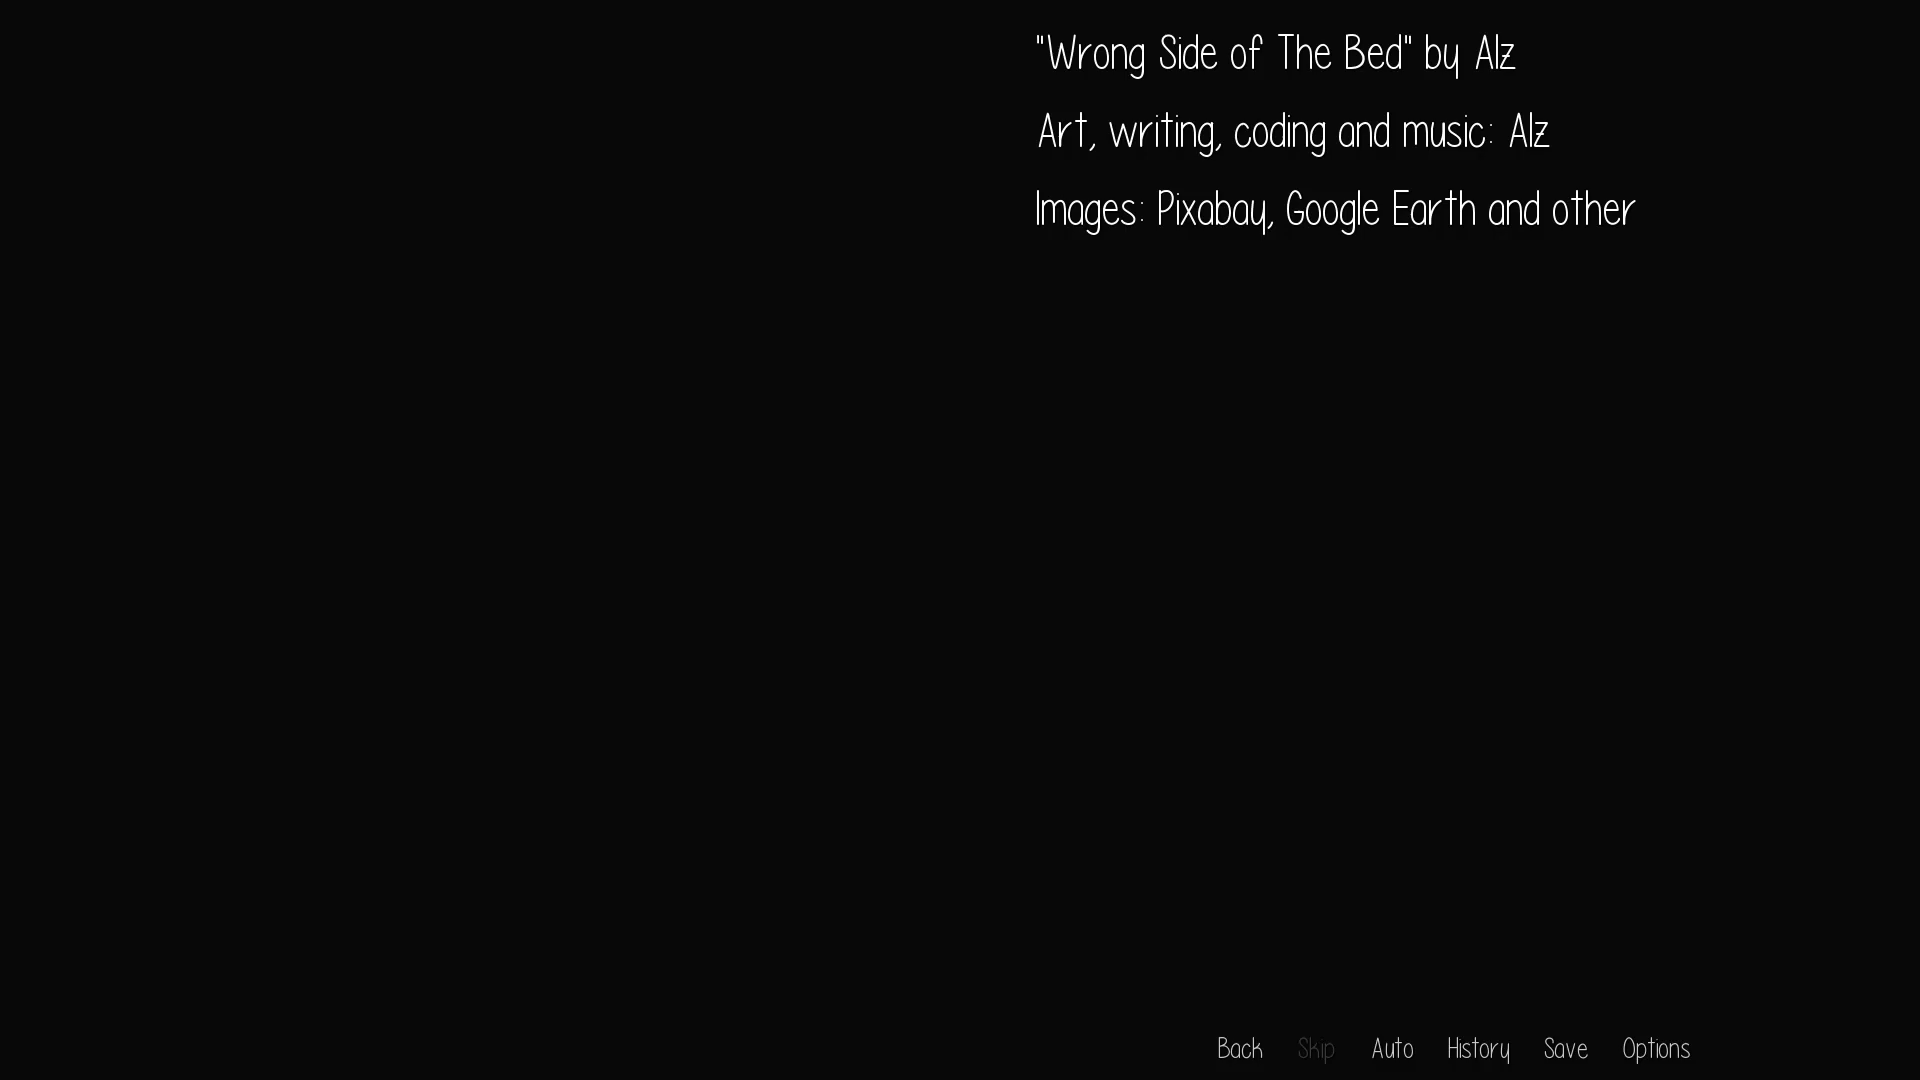 "Wrong Side of The Bed" by Alz
Art, writing, coding and music: Alz
Images: Pixabay, Google Earth and other
Back Skip Auto History Save Options